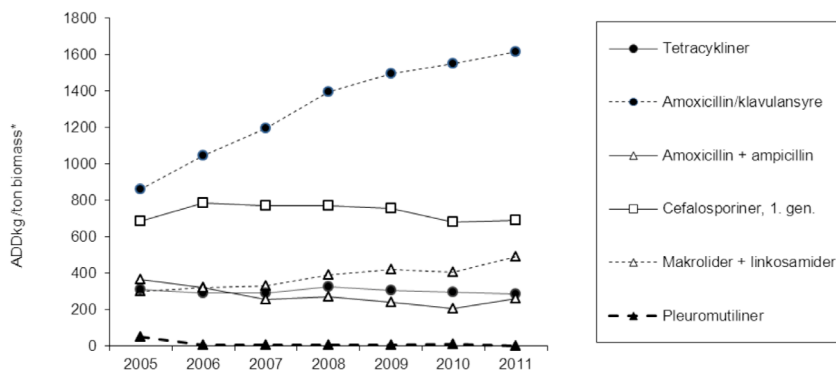 ADDkg/ton biomass*
1800
1600
1400
1200
1000
800
600
400
200
0
2005 2006 2007 2008 2009 2010 2011
Tetracykliner
Amoxicillin/klavulansyre
Amoxicillin + ampicillin
Cefalosporiner, 1. gen.
Makrolider + linkosamider
Pleuromutiliner